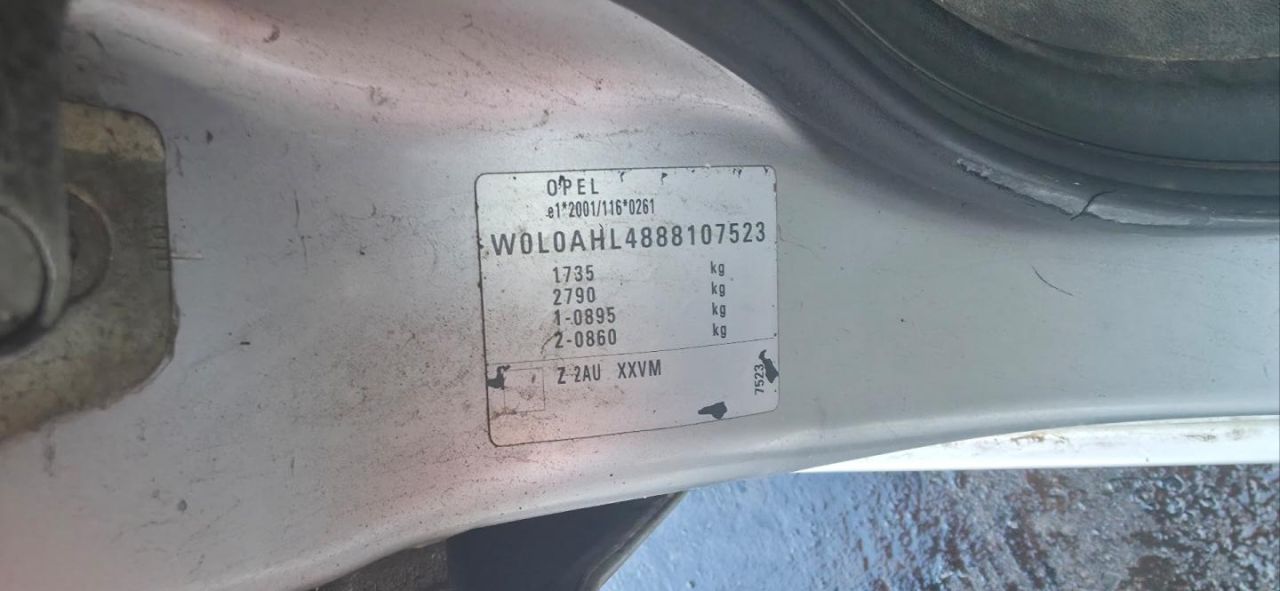 OPEL
e1*2001/116*0261
W0L0AHL4888107523
1735 kg
2790 kg
1-0895 kg
2-0860 kg
Z 2AU XXVM
7523